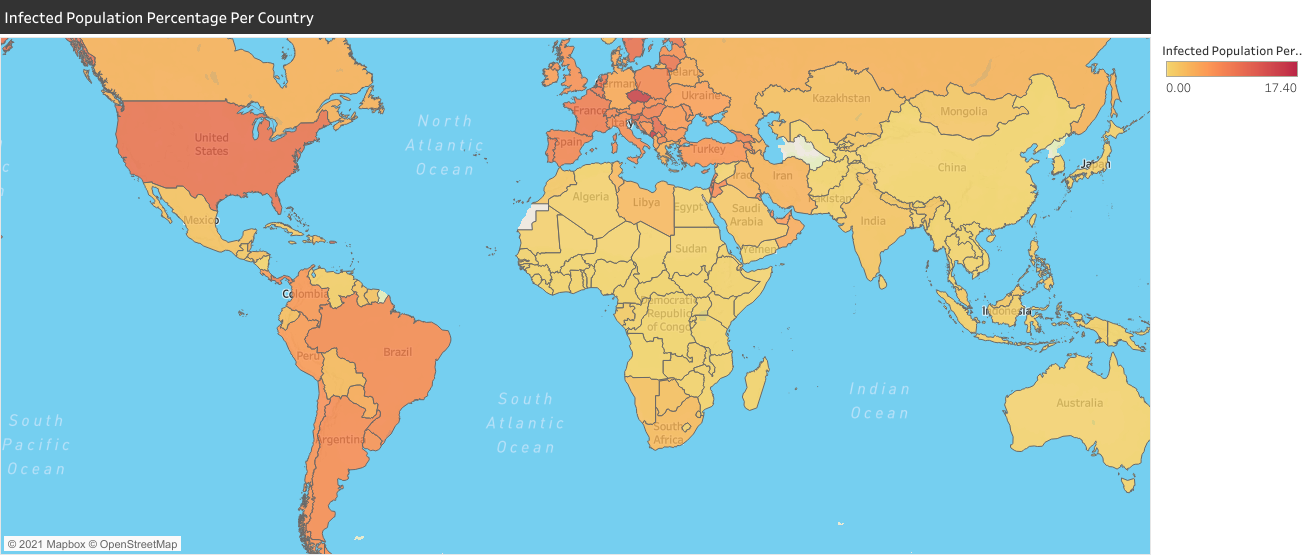 Infected Population Percentage Per Country
Infected Population Per..
0.00
17.40
Belarus
Germany
Ukraine
Kazakhstan
Mongolia
France
North
Atlantic
Ocean
United
States
Italy
Spain
Turkey
China
Japan
Iraq
Iran
Algeria
Libya
Egypt
Pakistan
Saudi
Arabia
India
Mexico
Sudan
Yemen
Colombia
Democratic
Republic
of Congo
Indonesia
Brazil
Peru
Indian
Ocean
South
Atlantic
Ocean
Australia
South
Pacific
Ocean
South
Africa
Argentina
© 2021 Mapbox © OpenStreetMap